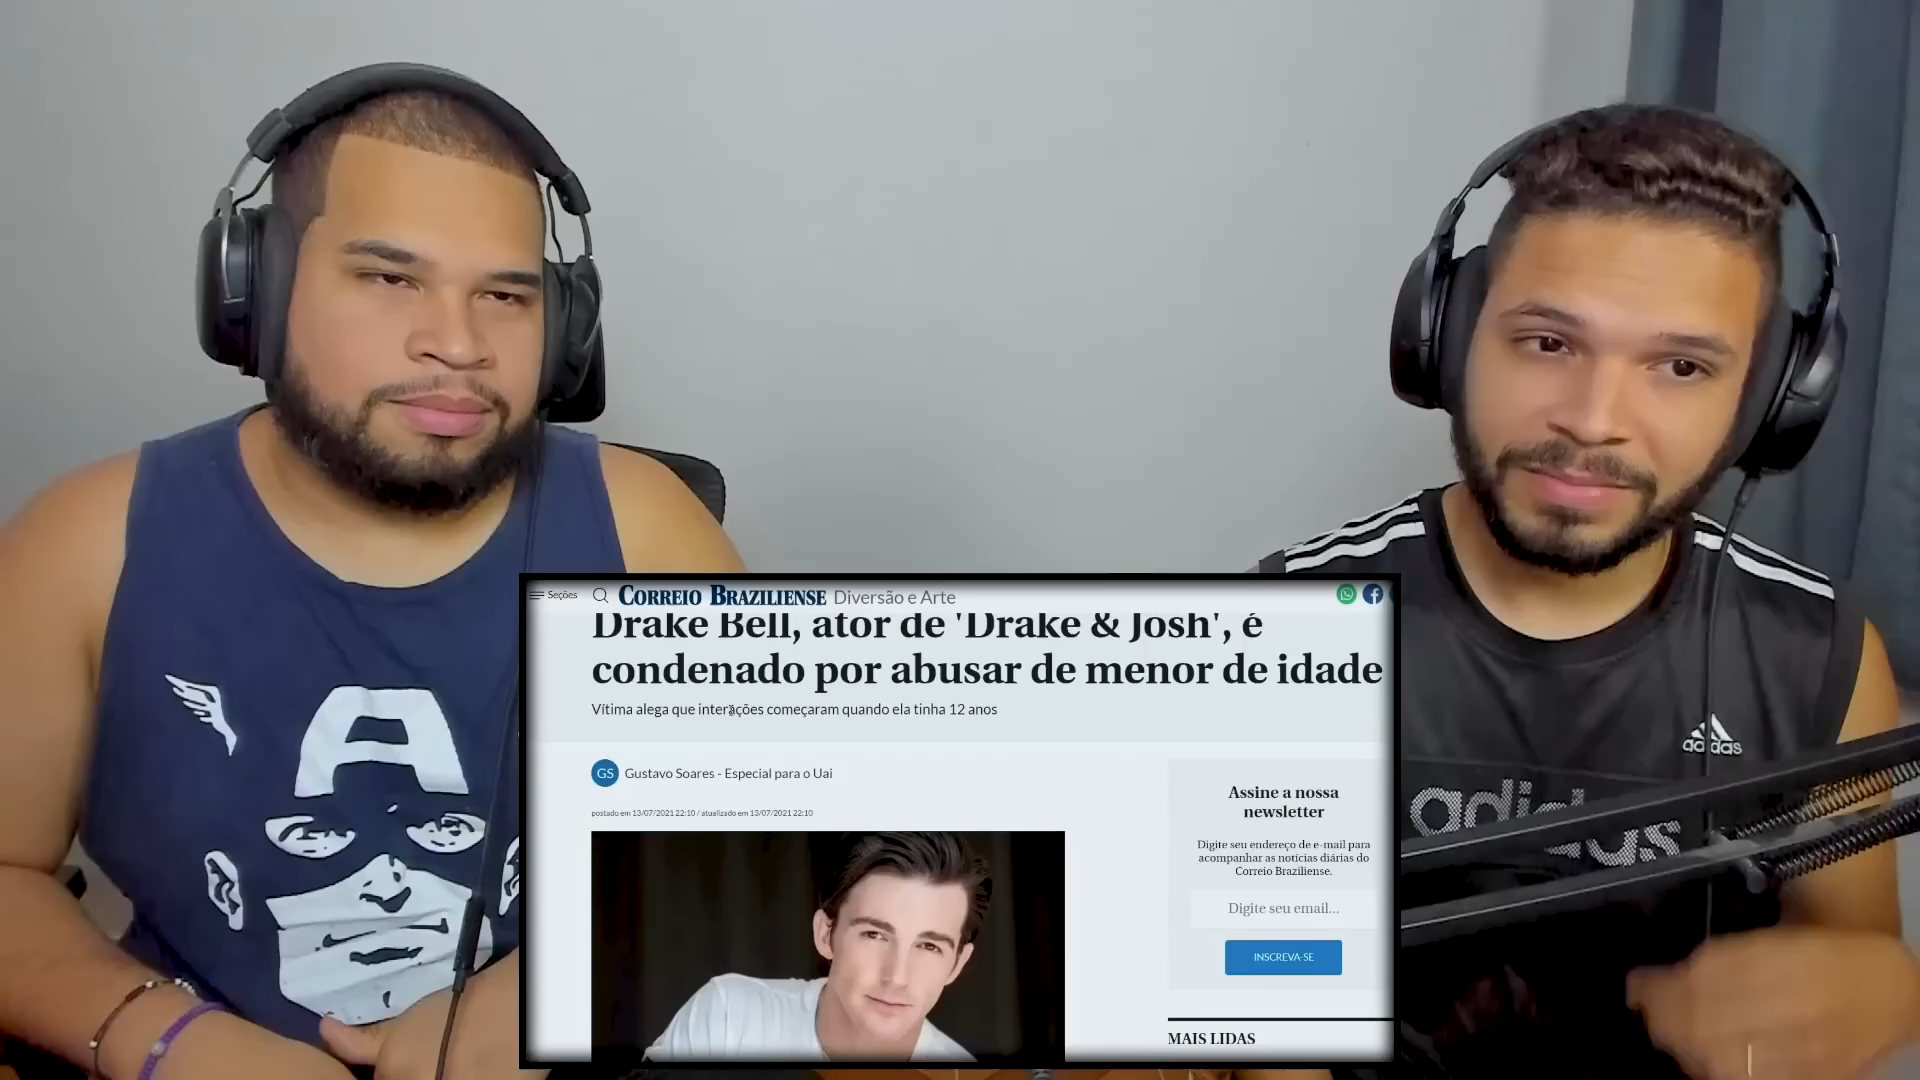 Seções
CORREIO BRAZILIENSE Diversão e Arte
Drake Bell, ator de 'Drake & Josh', é
condenado por abusar de menor de idade
Vítima alega que interações começaram quando ela tinha 12 anos
GS Gustavo Soares - Especial para o Uai
postado em 13/07/2021 22:10 / atualizado em 13/07/2021 22:10
Assine a nossa
newsletter
Digite seu endereço de e-mail para
acompanhar as notícias diárias do
Correio Braziliense.
Digite seu email...
INSCREVA-SE
MAIS LIDAS
A
adidas
adidas